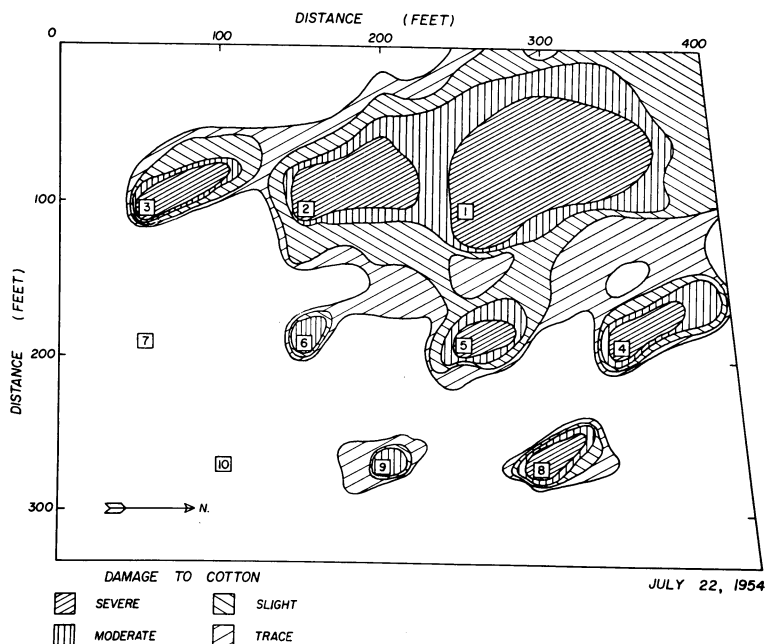 DISTANCE (FEET)
0 100 200 300 400
100
200
300
DISTANCE (FEET)
3 2 1
7 6 5 4
10 9 8
N.
DAMAGE TO COTTON
JULY 22, 1954
SEVERE SLIGHT
MODERATE TRACE